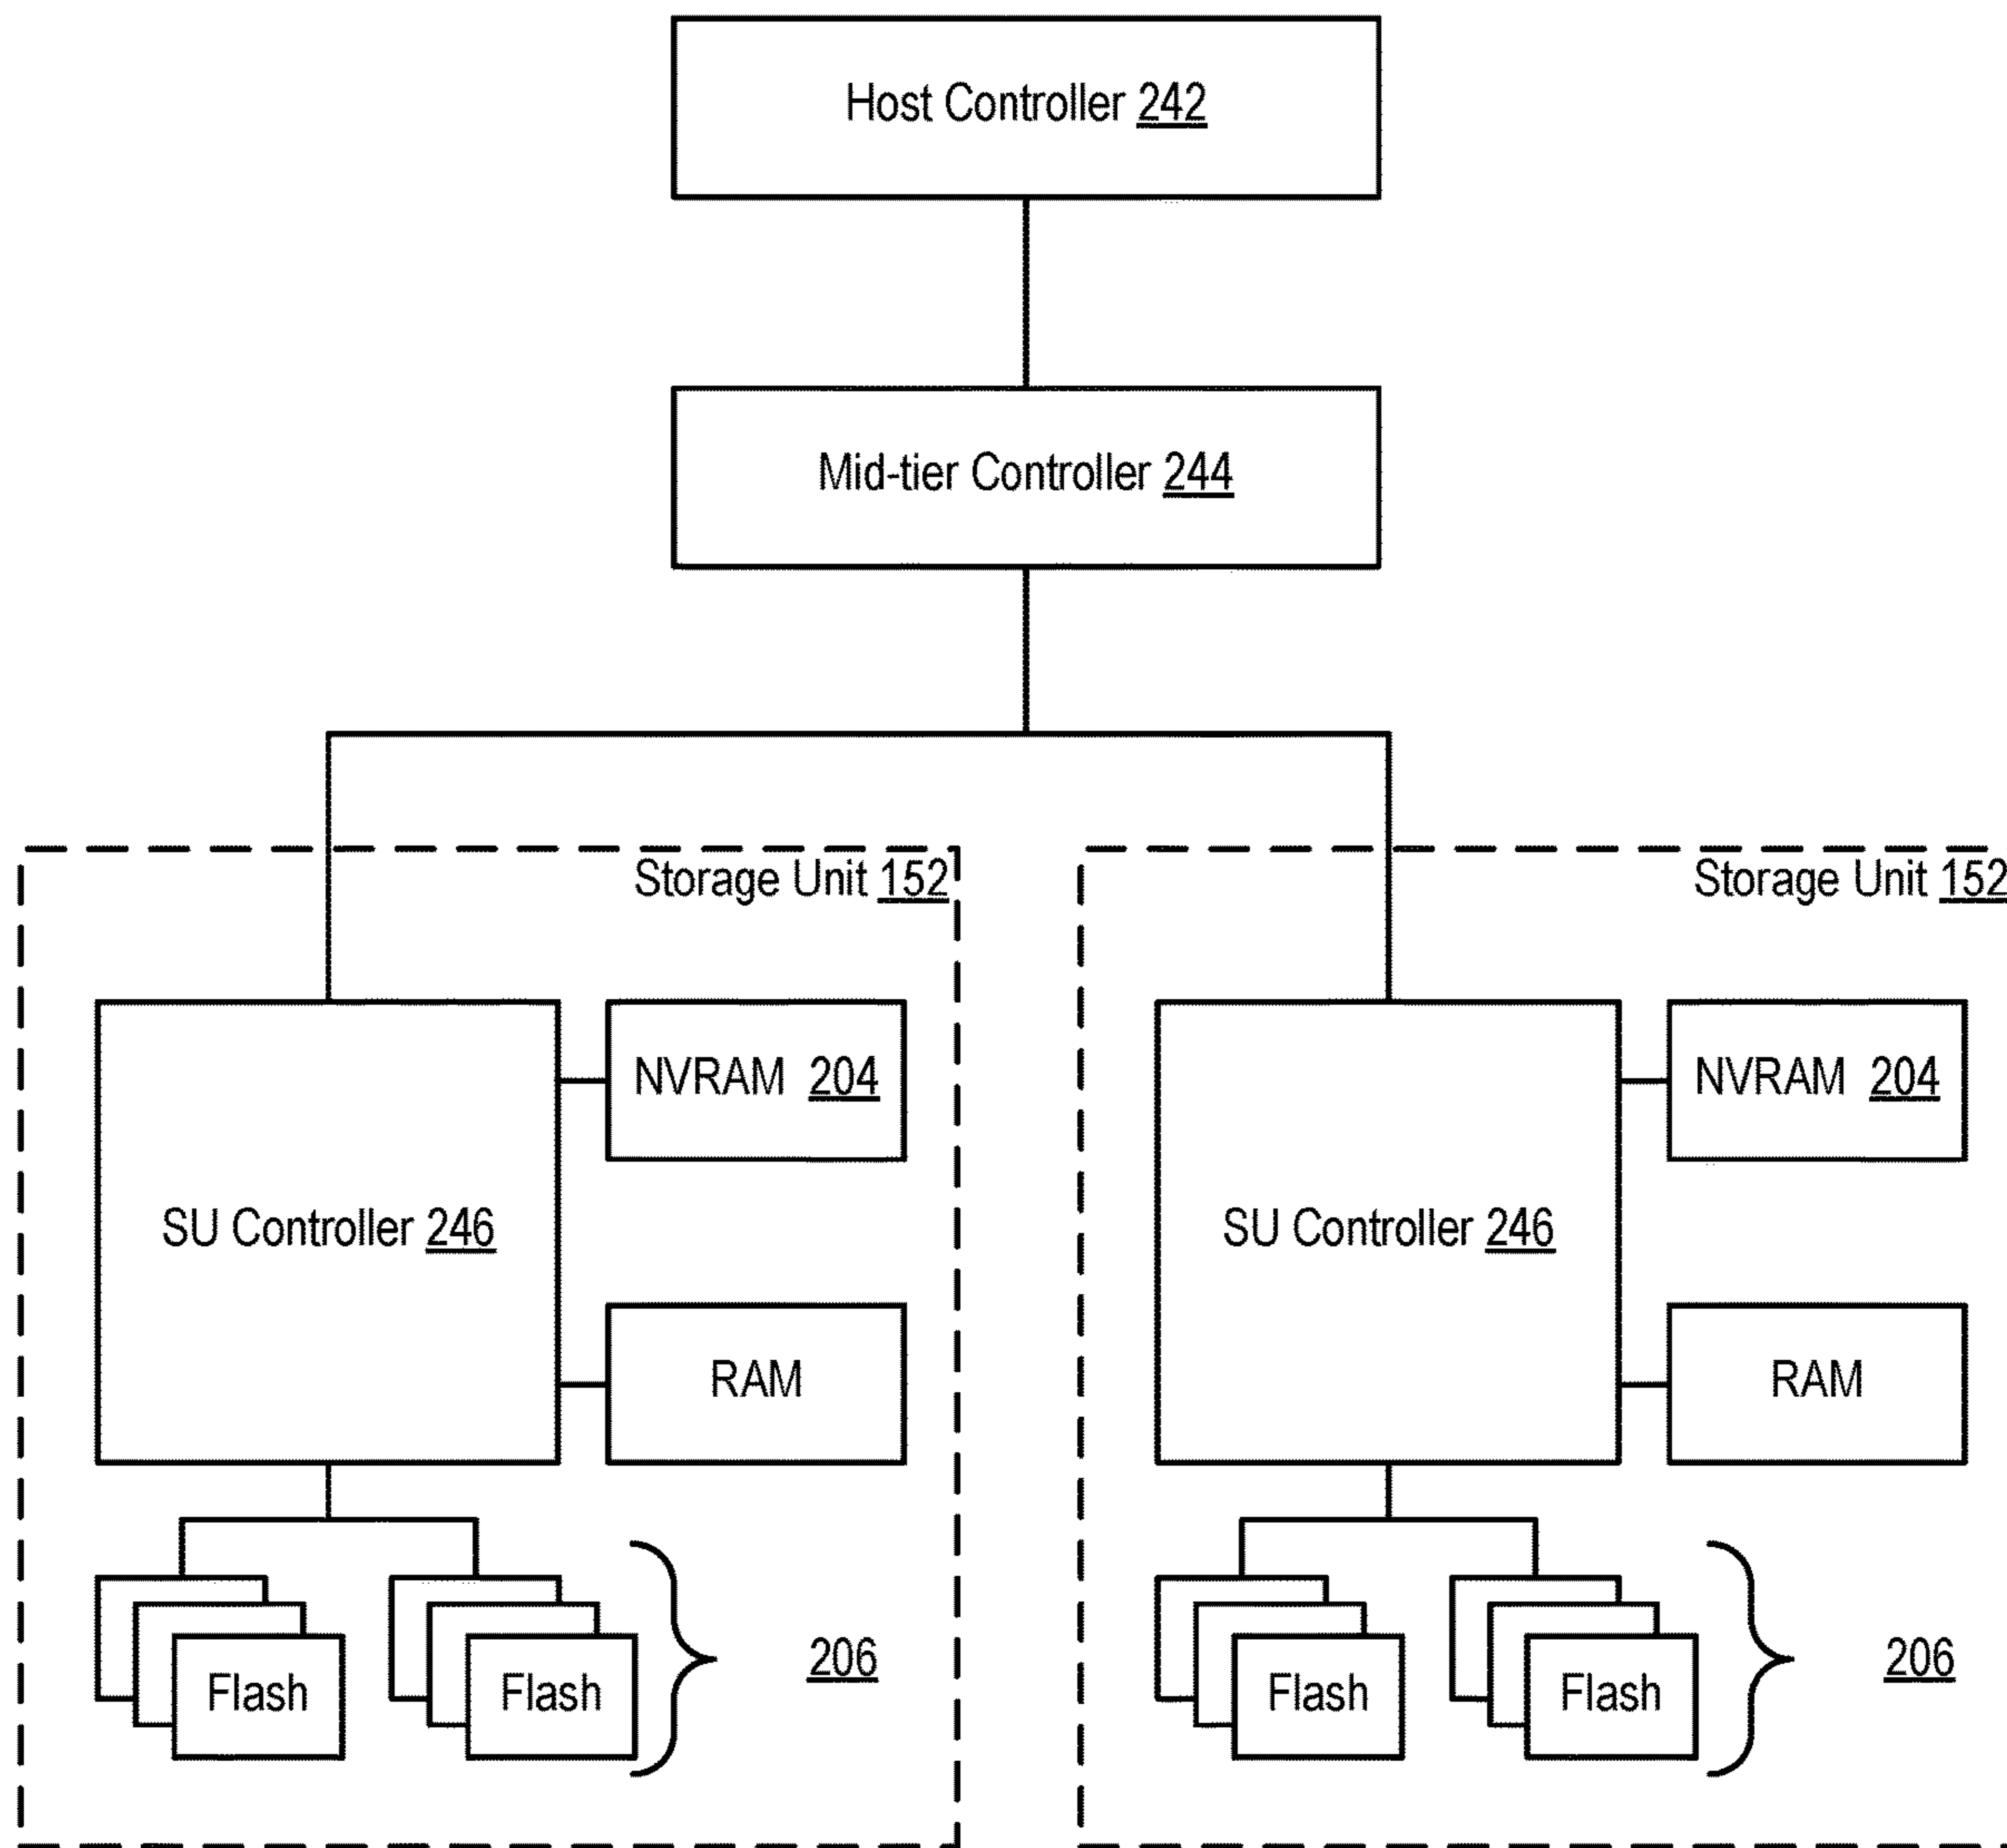 Host Controller 242
Mid-tier Controller 244
Storage Unit 152
Storage Unit 152
NVRAM 204
NVRAM 204
SU Controller 246
SU Controller 246
RAM
RAM
206
206
Flash
Flash
Flash
Flash